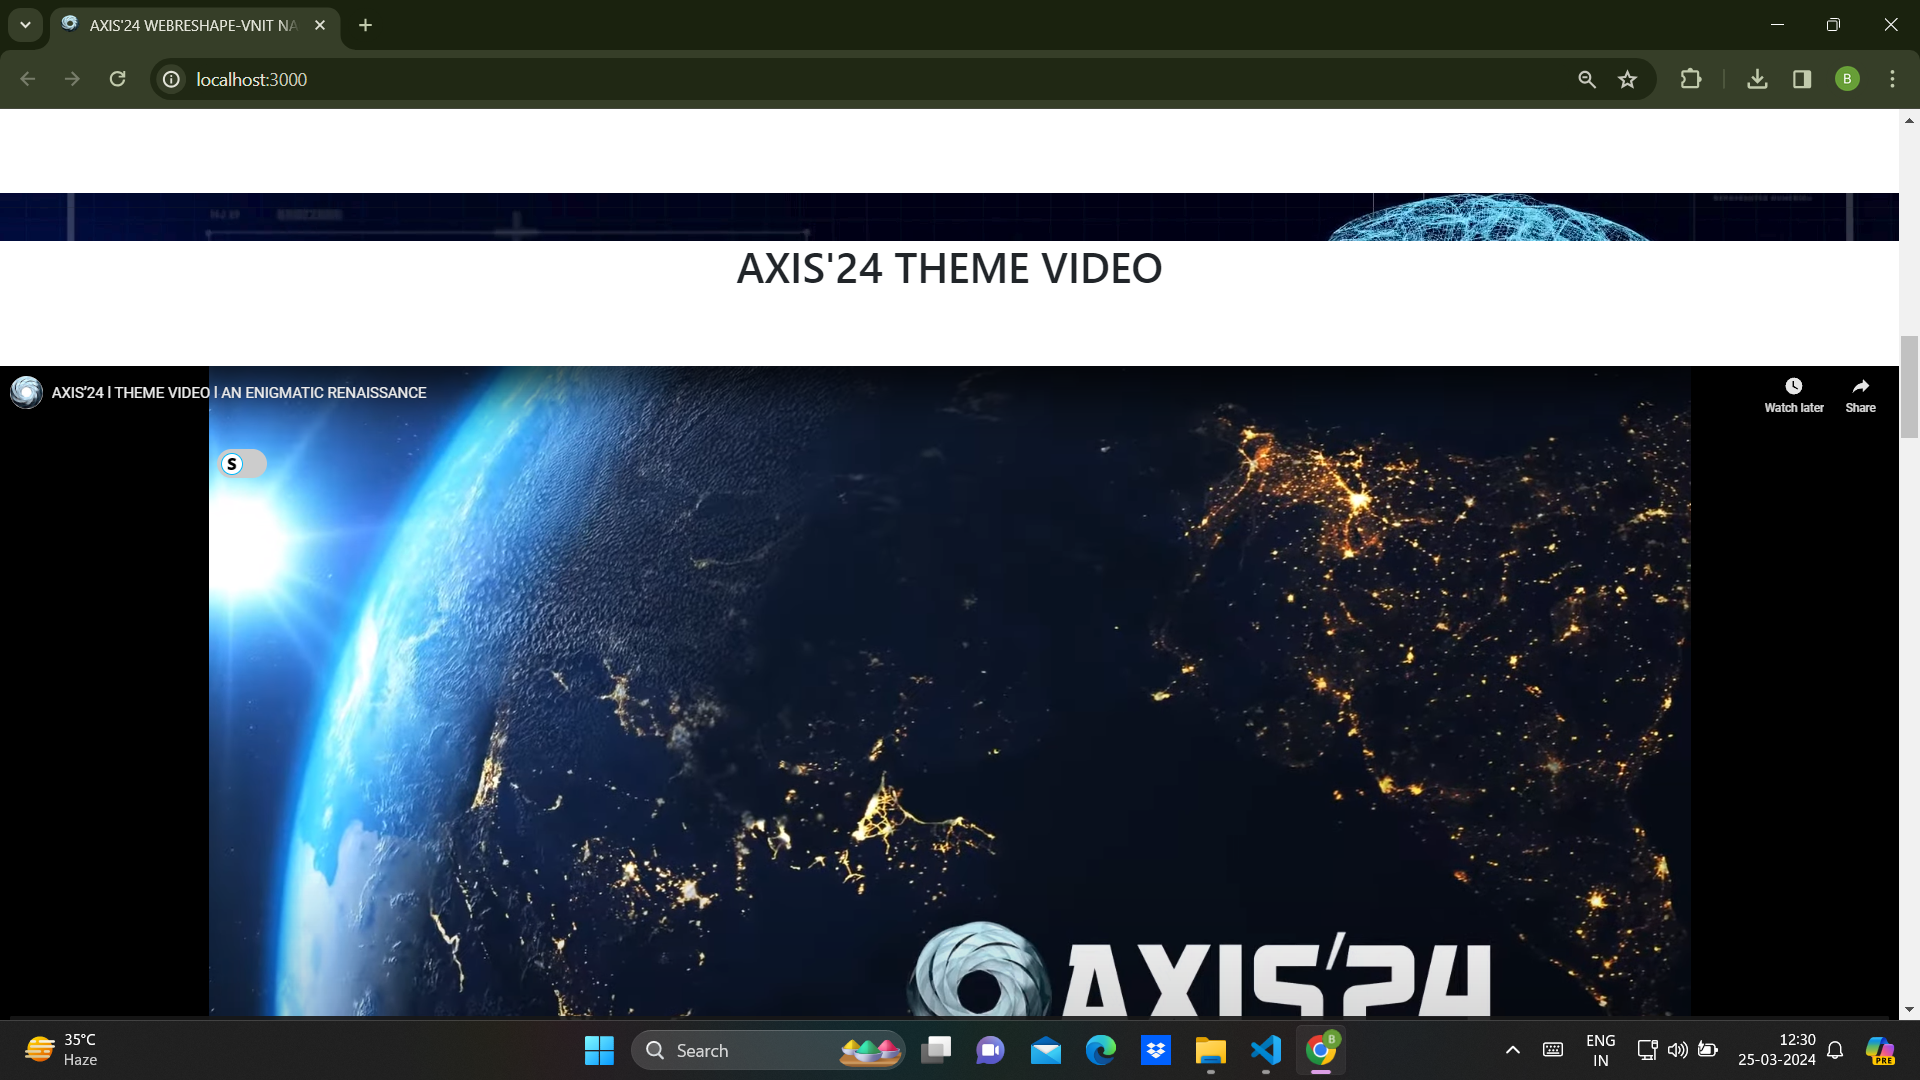 AXIS'24 WEBRESHAPE-VNIT NA
localhost:3000
B
AXIS'24 THEME VIDEO
AXIS'24 l THEME VIDEO l AN ENIGMATIC RENAISSANCE
Watch later
Share
S
AXIS'24
35°C
Haze
Search
B
ENG
IN
12:30
25-03-2024
PRE